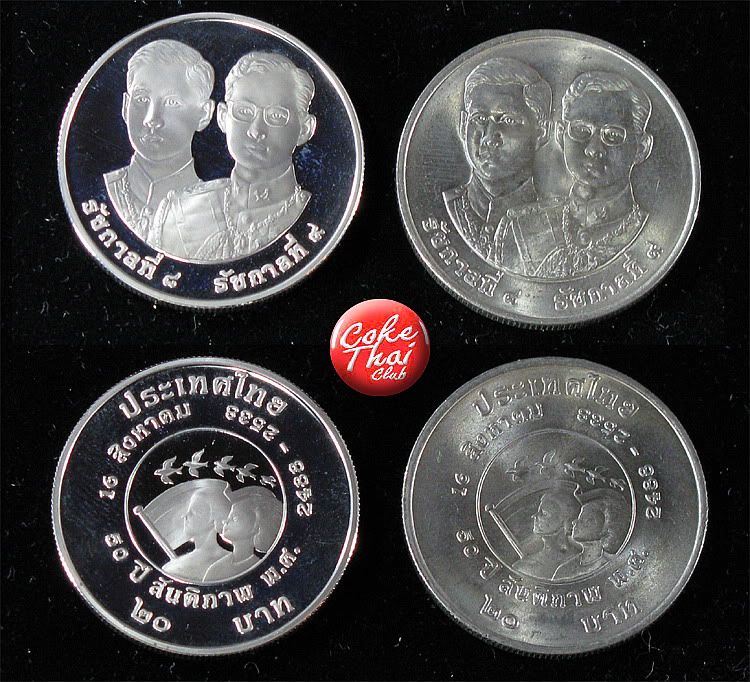 รัชกาลที่ ๘ รัชกาลที่ ๙
รัชกาลที่ ๘ รัชกาลที่ ๙
Coke
Thai
Club
ประเทศไทย
๑๖ สิงหาคม
๕๐ ปี สันติภาพ พ.ศ. ๒๔๘๘ - ๒๕๓๘
๒๐ บาท
ประเทศไทย
๑๖ สิงหาคม
๕๐ ปี สันติภาพ พ.ศ. ๒๔๘๘ - ๒๕๓๘
๒๐ บาท